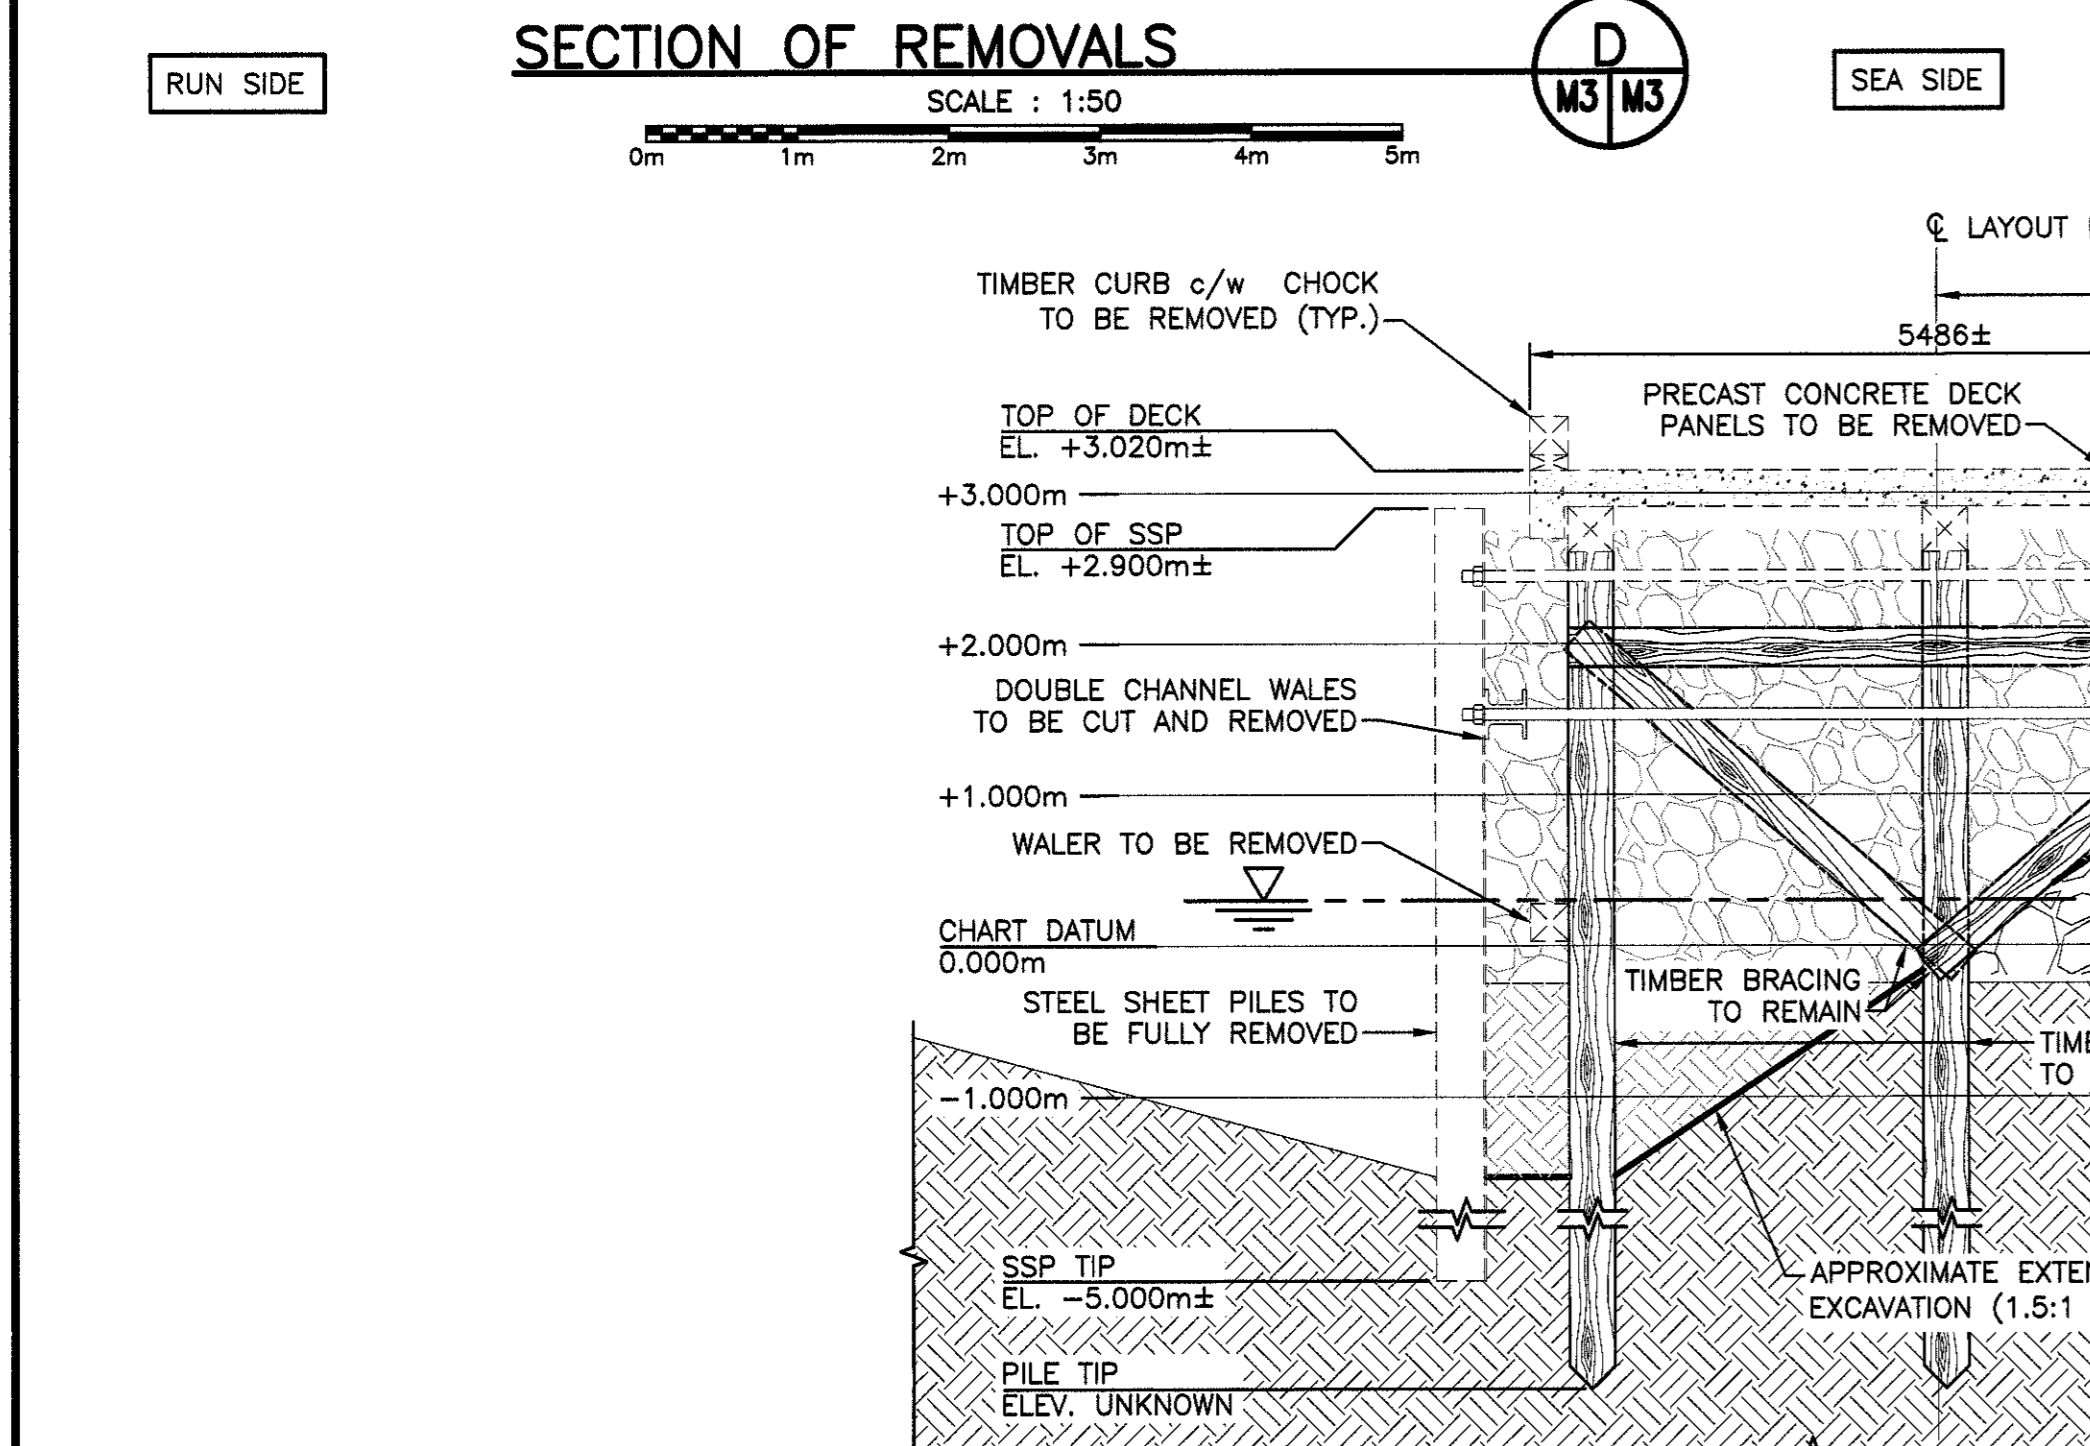 SECTION OF REMOVALS
D
M3 M3
RUN SIDE
SEA SIDE
SCALE : 1:50
0m 1m 2m 3m 4m 5m
℄ LAYOUT
TIMBER CURB c/w CHOCK
TO BE REMOVED (TYP.)
5486±
PRECAST CONCRETE DECK
PANELS TO BE REMOVED
TOP OF DECK
EL. +3.020m±
+3.000m
TOP OF SSP
EL. +2.900m±
+2.000m
DOUBLE CHANNEL WALES
TO BE CUT AND REMOVED
+1.000m
WALER TO BE REMOVED
CHART DATUM
0.000m
TIMBER BRACING
TO REMAIN
STEEL SHEET PILES TO
BE FULLY REMOVED
TIMB
TO
-1.000m
SSP TIP
EL. -5.000m±
APPROXIMATE EXTEN
EXCAVATION (1.5:1
PILE TIP
ELEV. UNKNOWN